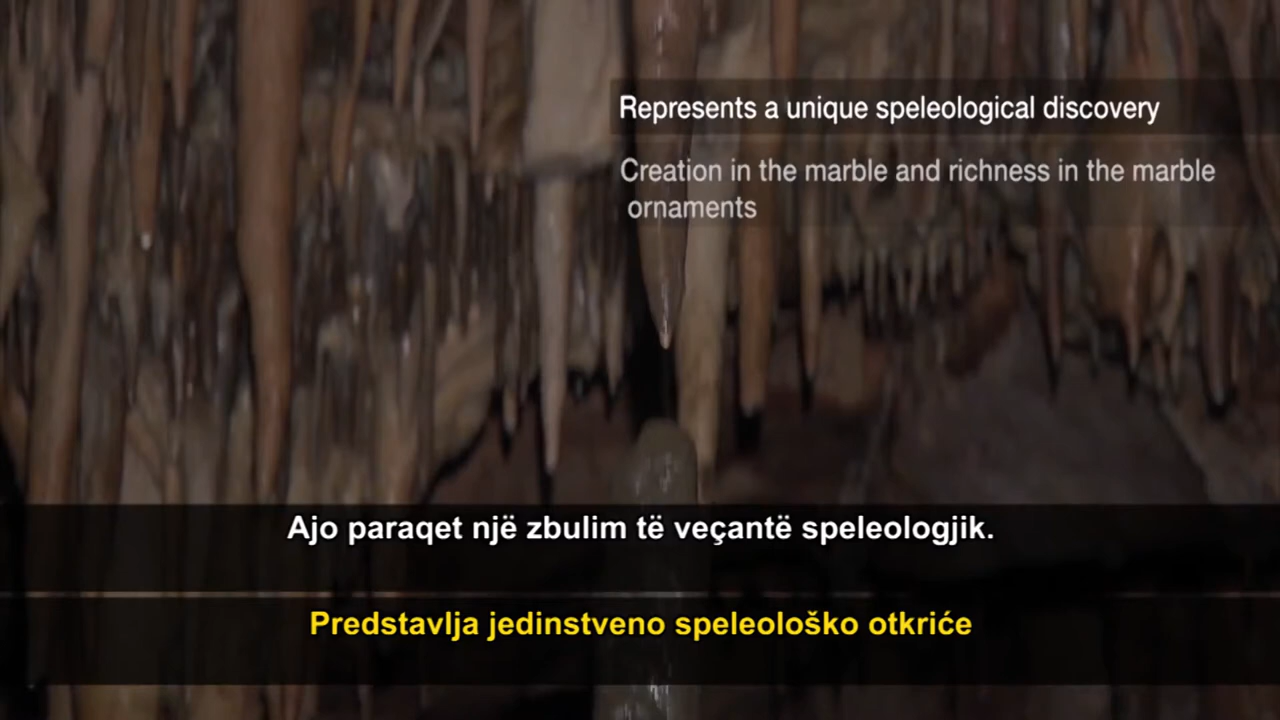 Represents a unique speleological discovery
Creation in the marble and richness in the marble
ornaments
Ajo paraqet një zbulim të veçantë speleologjik.
Predstavlja jedinstveno speleološko otkriće